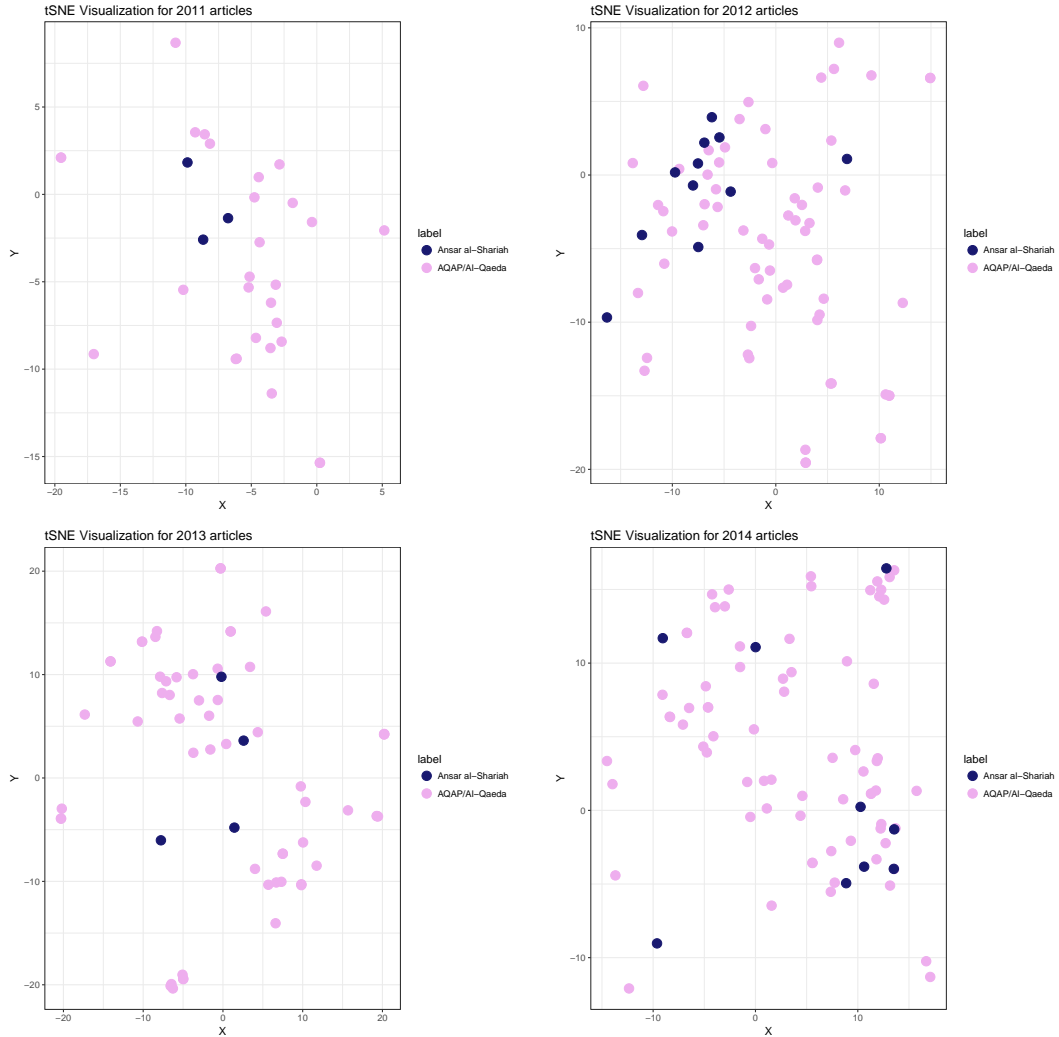 tSNE Visualization for 2011 articles
5
0
−5
−10
−15
Y
−20
−15
−10
−5
0
5
X
label
Ansar al−Shariah
AQAP/Al−Qaeda
tSNE Visualization for 2012 articles
10
0
−10
−20
Y
−10
0
10
X
label
Ansar al−Shariah
AQAP/Al−Qaeda
tSNE Visualization for 2013 articles
20
10
0
−10
−20
Y
−20
−10
0
10
20
X
label
Ansar al−Shariah
AQAP/Al−Qaeda
tSNE Visualization for 2014 articles
10
0
−10
Y
−10
0
10
X
label
Ansar al−Shariah
AQAP/Al−Qaeda